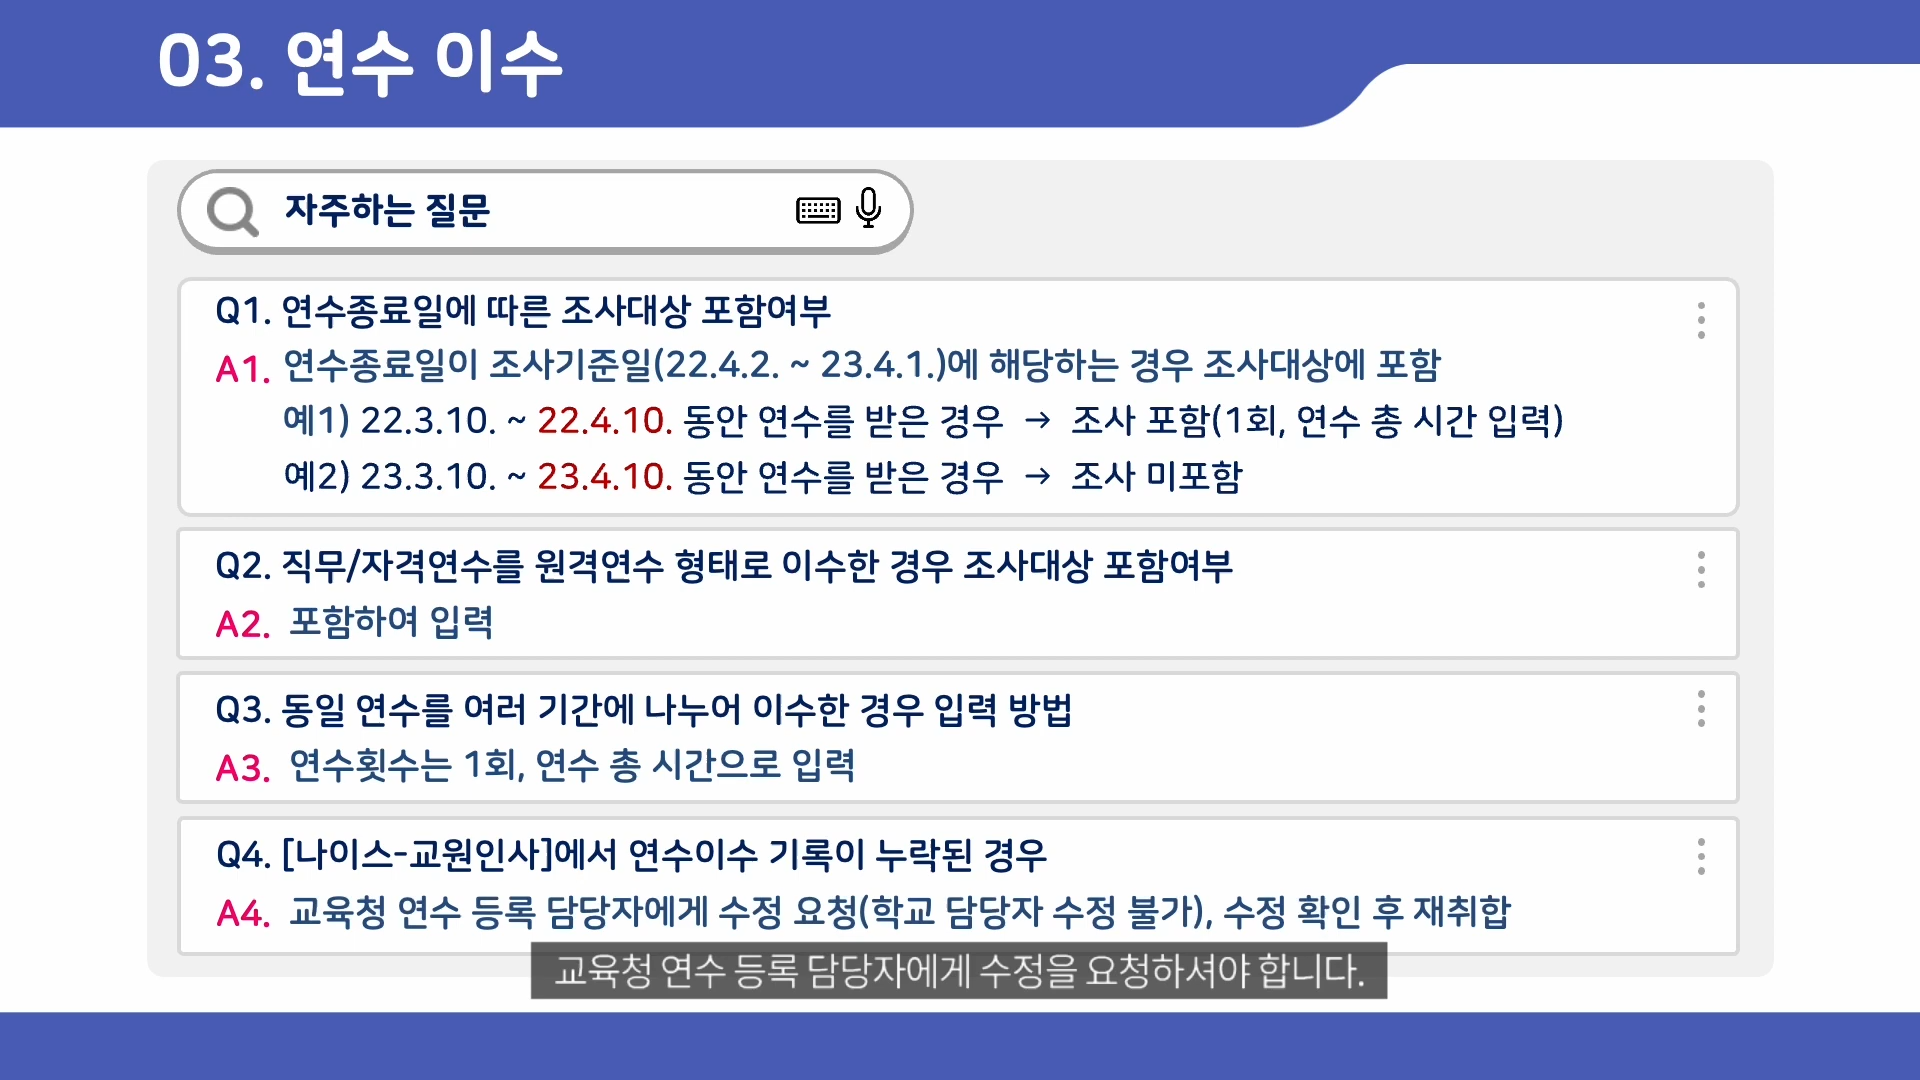 03. 연수 이수
자주하는 질문
Q1. 연수종료일에 따른 조사대상 포함여부
A1. 연수종료일이 조사기준일(22.4.2. ~ 23.4.1.)에 해당하는 경우 조사대상에 포함
예1) 22.3.10. ~ 22.4.10. 동안 연수를 받은 경우 → 조사 포함(1회, 연수 총 시간 입력)
예2) 23.3.10. ~ 23.4.10. 동안 연수를 받은 경우 → 조사 미포함
Q2. 직무/자격연수를 원격연수 형태로 이수한 경우 조사대상 포함여부
A2. 포함하여 입력
Q3. 동일 연수를 여러 기간에 나누어 이수한 경우 입력 방법
A3. 연수횟수는 1회, 연수 총 시간으로 입력
Q4. [나이스-교원인사]에서 연수이수 기록이 누락된 경우
A4. 교육청 연수 등록 담당자에게 수정 요청(학교 담당자 수정 불가), 수정 확인 후 재취합
교육청 연수 등록 담당자에게 수정을 요청하셔야 합니다.